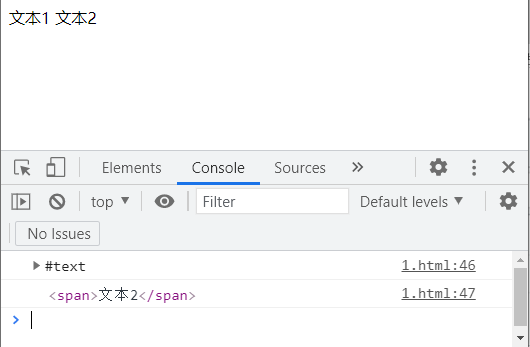 文本1 文本2
Elements Console Sources
top Filter Default levels
No Issues
#text 1.html:46
<span>文本2</span> 1.html:47